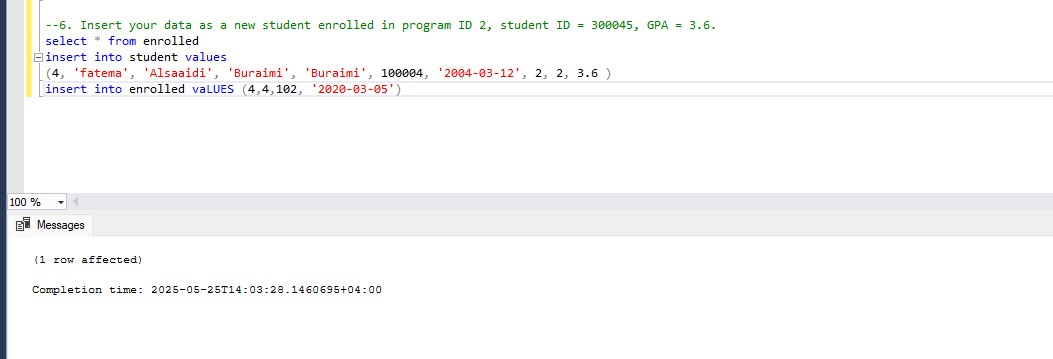 --6. Insert your data as a new student enrolled in program ID 2, student ID = 300045, GPA = 3.6.
select * from enrolled
insert into student values
(4, 'fatema', 'Alsaaidi', 'Buraimi', 'Buraimi', 100004, '2004-03-12', 2, 2, 3.6 )
insert into enrolled vaLUES (4,4,102, '2020-03-05')
100 %
Messages
(1 row affected)
Completion time: 2025-05-25T14:03:28.1460695+04:00